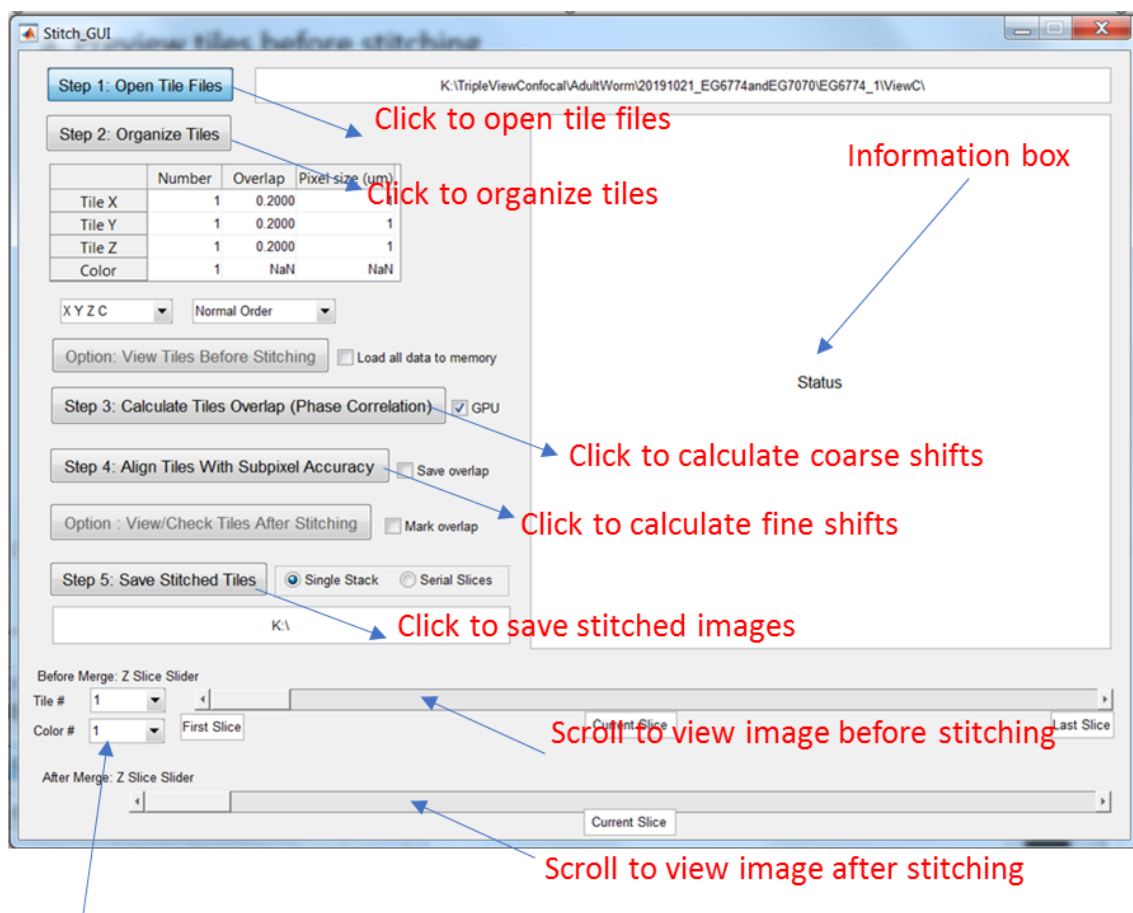 Stitch_GUI
Preview tiles before stitching
Step 1: Open Tile Files
K:\TripleViewConfocal\AdultWorm\20191021_EG6774andEG7070\EG6774_1\ViewC\
Click to open tile files
Step 2: Organize Tiles
Information box
Number Overlap Pixel size (um)
Click to organize tiles
Tile X 1 0.2000 1
Tile Y 1 0.2000 1
Tile Z 1 0.2000 1
Color 1 NaN NaN
X Y Z C Normal Order
Option: View Tiles Before Stitching Load all data to memory
Status
Step 3: Calculate Tiles Overlap (Phase Correlation) GPU
Click to calculate coarse shifts
Step 4: Align Tiles With Subpixel Accuracy Save overlap
Option : View/Check Tiles After Stitching Mark overlap
Click to calculate fine shifts
Step 5: Save Stitched Tiles Single Stack Serial Slices
K:\
Click to save stitched images
Before Merge: Z Slice Slider
Tile # 1
Color # 1 First Slice Current Slice Last Slice
Scroll to view image before stitching
After Merge: Z Slice Slider
Current Slice
Scroll to view image after stitching